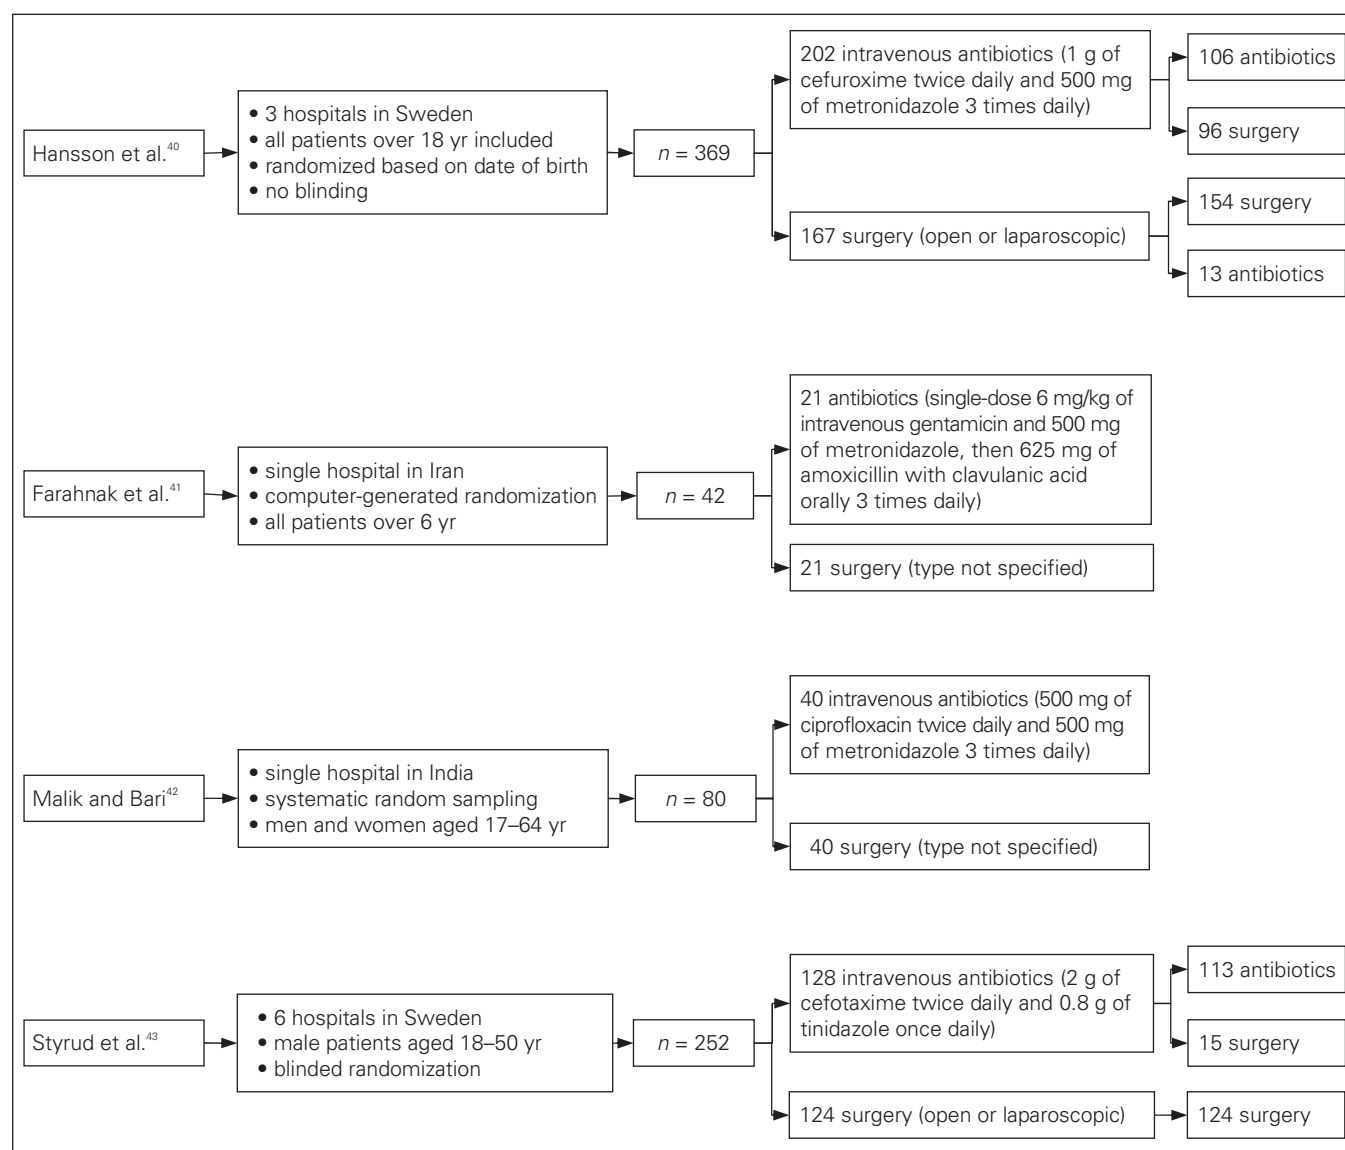 Hansson et al.40
• 3 hospitals in Sweden
• all patients over 18 yr included
• randomized based on date of birth
• no blinding
n = 369
202 intravenous antibiotics (1 g of
cefuroxime twice daily and 500 mg
of metronidazole 3 times daily)
106 antibiotics
96 surgery
167 surgery (open or laparoscopic)
154 surgery
13 antibiotics
Farahnak et al.41
• single hospital in Iran
• computer-generated randomization
• all patients over 6 yr
n = 42
21 antibiotics (single-dose 6 mg/kg of
intravenous gentamicin and 500 mg
of metronidazole, then 625 mg of
amoxicillin with clavulanic acid
orally 3 times daily)
21 surgery (type not specified)
Malik and Bari42
• single hospital in India
• systematic random sampling
• men and women aged 17–64 yr
n = 80
40 intravenous antibiotics (500 mg of
ciprofloxacin twice daily and 500 mg
of metronidazole 3 times daily)
40 surgery (type not specified)
Styrud et al.43
• 6 hospitals in Sweden
• male patients aged 18–50 yr
• blinded randomization
n = 252
128 intravenous antibiotics (2 g of
cefotaxime twice daily and 0.8 g of
tinidazole once daily)
113 antibiotics
15 surgery
124 surgery (open or laparoscopic)
124 surgery